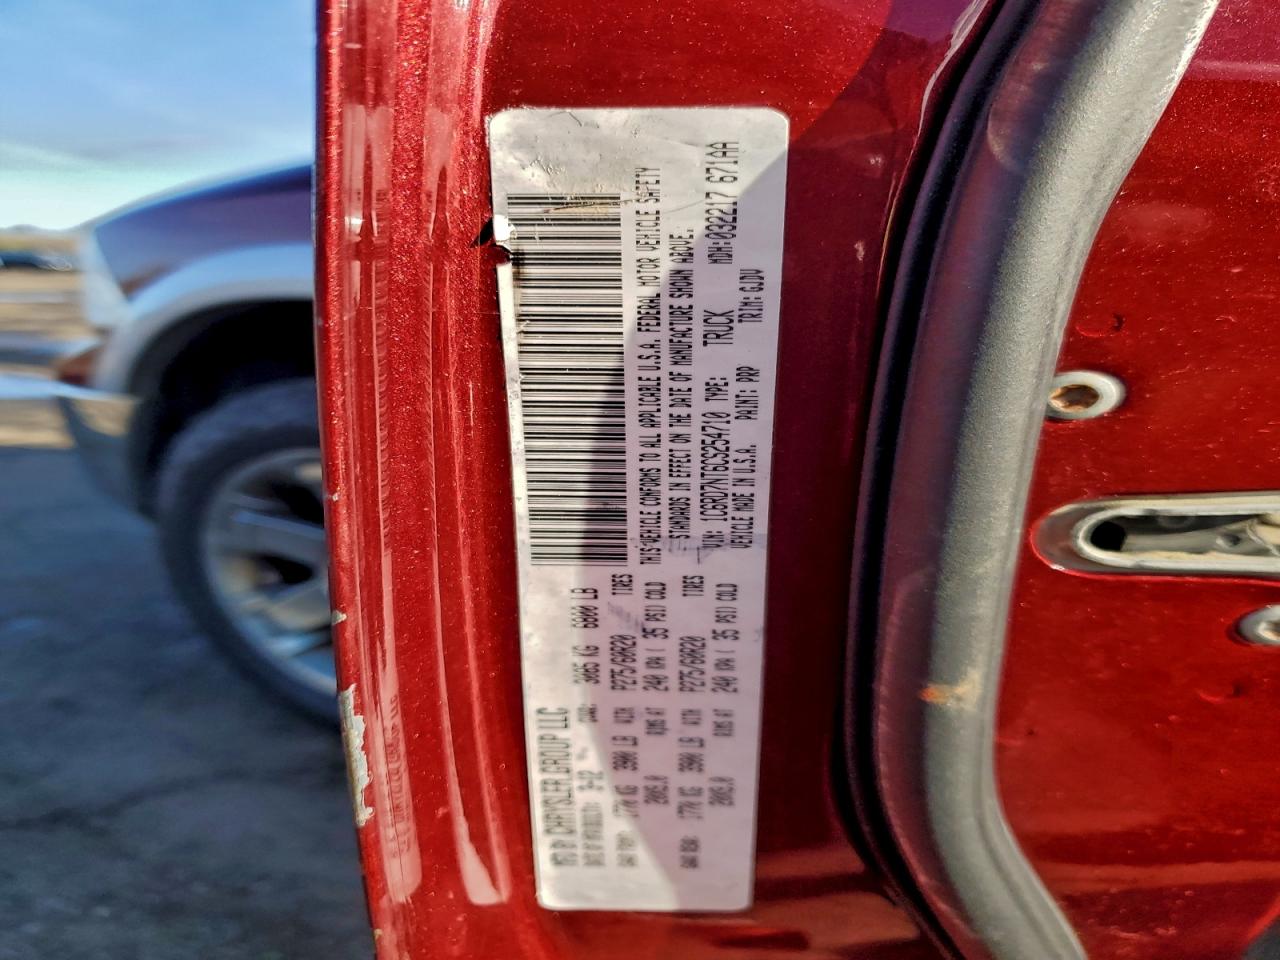 MFD BY CHRYSLER GROUP LLC
DATE OF MFR 3-12 GVWR: 3085 KG 6800 LB
GAWR FRONT: 1770 KG 3900 LB WITH P275/60R20 TIRES
20X8.0 RIMS AT 240 KPA ( 35 PSI) COLD
GAWR REAR: 1770 KG 3900 LB WITH P275/60R20 TIRES
20X8.0 RIMS AT 240 KPA ( 35 PSI) COLD
THIS VEHICLE CONFORMS TO ALL APPLICABLE U.S.A. FEDERAL MOTOR VEHICLE SAFETY
STANDARDS IN EFFECT ON THE DATE OF MANUFACTURE SHOWN ABOVE.
VIN: 1C6RD7NT6CS254710 TYPE: TRUCK MDH: 032217 671AA
VEHICLE MADE IN U.S.A. PAINT: PRP TRIM: GJDV